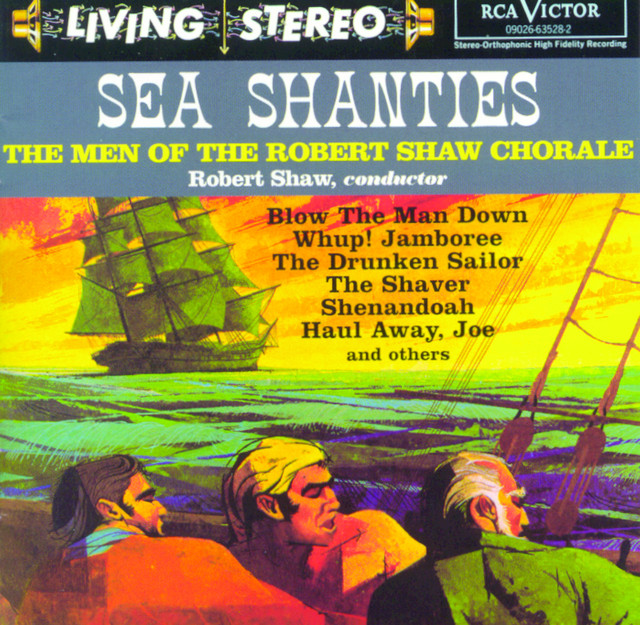 LIVING STEREO
RCA VICTOR
09026-63528-2
Stereo-Orthophonic High Fidelity Recording
SEA SHANTIES
THE MEN OF THE ROBERT SHAW CHORALE
Robert Shaw, conductor
Blow The Man Down
Whup! Jamboree
The Drunken Sailor
The Shaver
Shenandoah
Haul Away, Joe
and others